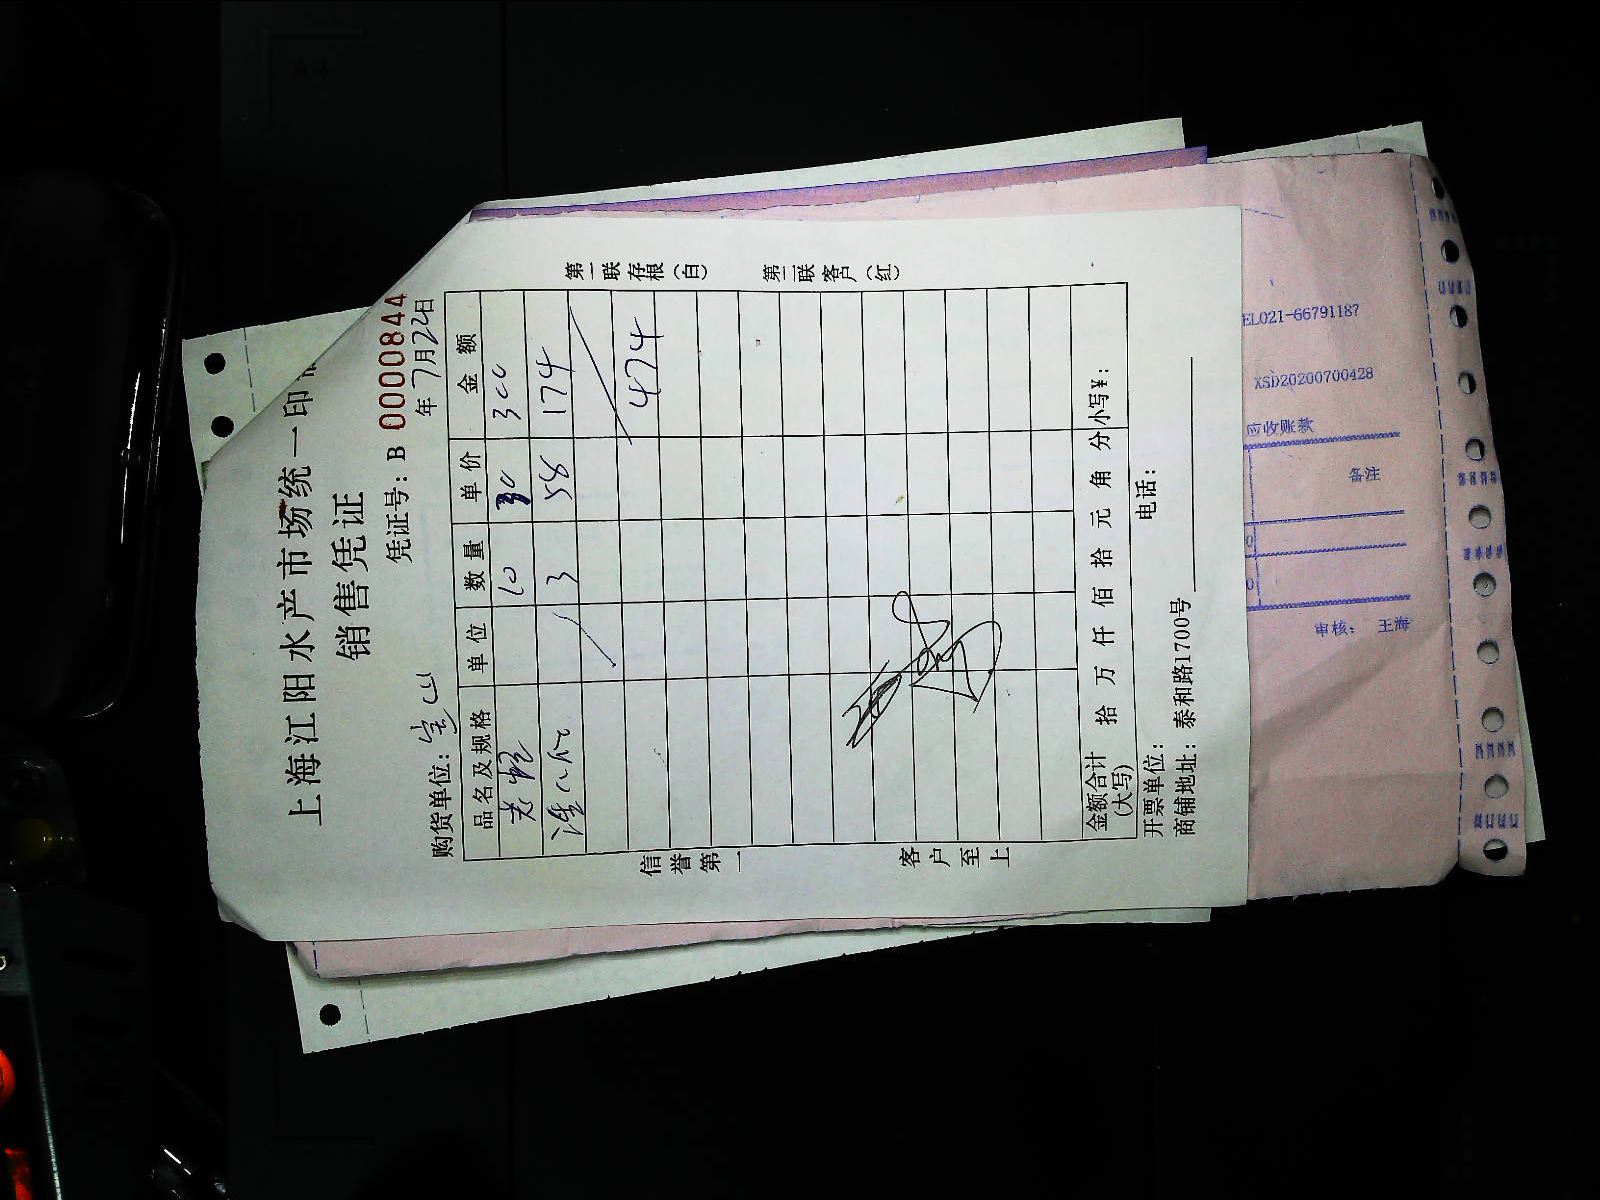 上海江阳水产市场统一印制
销售凭证
凭证号：B 0000844
购货单位：宝山 年7月22日
品名及规格 单位 数量 单价 金额
10 30 300
3 58 174
474
金额合计（大写） 拾 万 仟 佰 拾 元 角 分 小写¥：
开票单位： 电话：
商铺地址：泰和路1700号
信誉第一
客户至上
第一联存根（白）
第二联客户（红）
EL021-66791187
XSD20200700428
应收账款
备注
审核： 王海